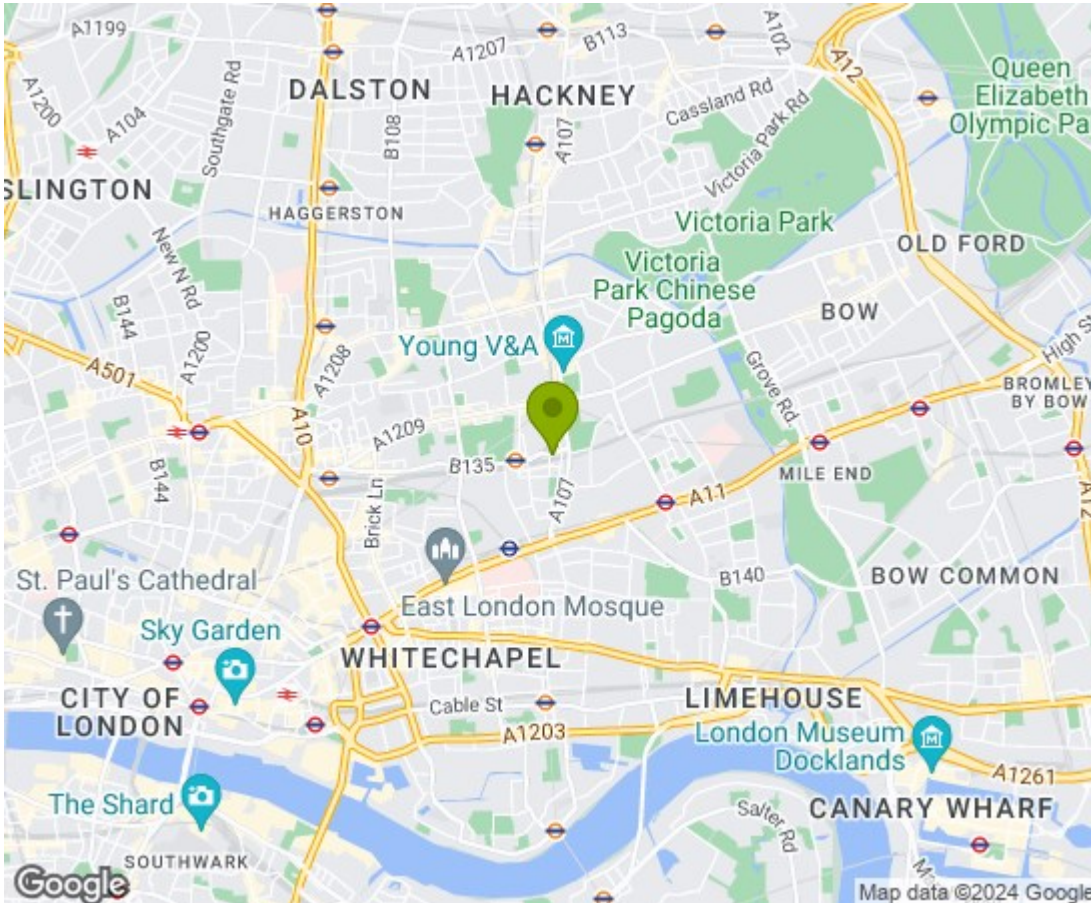 A1199
A1207
B113
A102
A12
Queen
Elizabeth
Olympic Pa
DALSTON
HACKNEY
A1200
A104
Southgate Rd
B108
A107
Cassland Rd
Victoria Park Rd
SLINGTON
HAGGERSTON
Victoria Park
OLD FORD
New N Rd
Victoria
Park Chinese
Pagoda
BOW
B144
A1200
A1208
Young V&A
Grove Rd
High St
A501
BROMLEY
BY BOW
A10
A1209
B135
B144
Brick Ln
A107
A11
MILE END
A12
St. Paul's Cathedral
B140
BOW COMMON
East London Mosque
Sky Garden
WHITECHAPEL
CITY OF
LONDON
Cable St
LIMEHOUSE
A1203
London Museum
Docklands
A1261
The Shard
Salter Rd
CANARY WHARF
SOUTHWARK
Google
Map data ©2024 Google